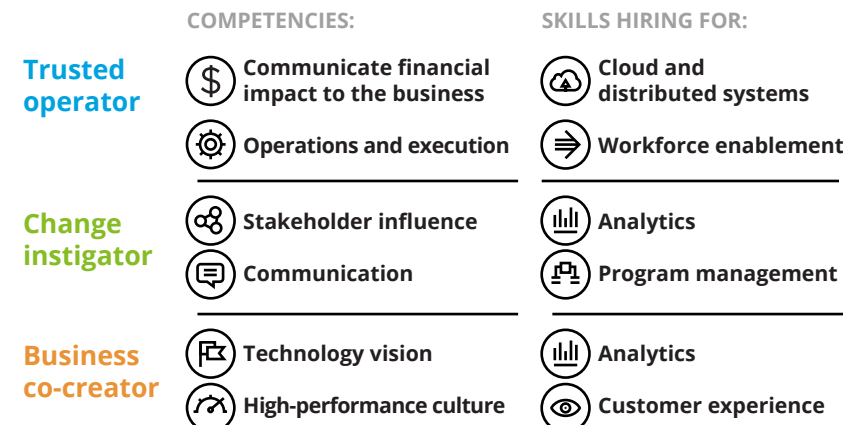 COMPETENCIES:
SKILLS HIRING FOR:
Trusted
operator
$
Communicate financial
impact to the business
Cloud and
distributed systems
Operations and execution
Workforce enablement
Change
instigator
Stakeholder influence
Analytics
Communication
Program management
Business
co-creator
Technology vision
Analytics
High-performance culture
Customer experience